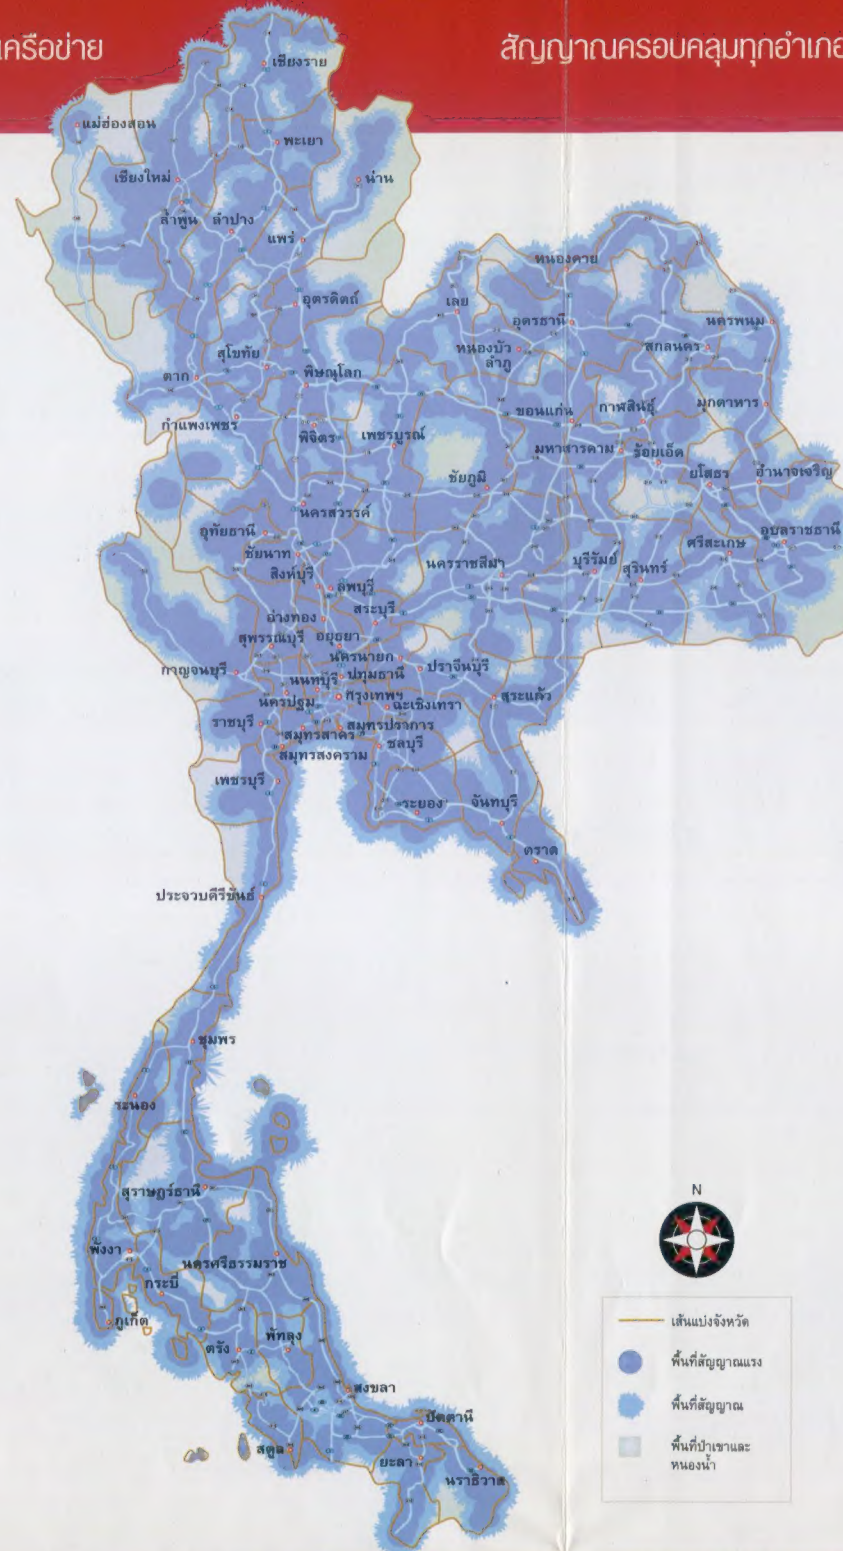 เครือข่าย
สัญญาณครอบคลุมทุกอำเภอ
เชียงราย
แม่ฮ่องสอน
พะเยา
เชียงใหม่
น่าน
ลำพูน
ลำปาง
แพร่
หนองคาย
อุตรดิตถ์
เลย
อุดรธานี
นครพนม
สุโขทัย
หนองบัว
ลำภู
สกลนคร
ตาก
พิษณุโลก
กำแพงเพชร
พิจิตร
เพชรบูรณ์
ขอนแก่น
กาฬสินธุ์
มุกดาหาร
มหาสารคาม
ร้อยเอ็ด
ชัยภูมิ
ยโสธร
อำนาจเจริญ
นครสวรรค์
อุทัยธานี
ชัยนาท
ศรีสะเกษ
อุบลราชธานี
สิงห์บุรี
ลพบุรี
นครราชสีมา
บุรีรัมย์
สุรินทร์
อ่างทอง
สระบุรี
สุพรรณบุรี
อยุธยา
นครนายก
ปราจีนบุรี
กาญจนบุรี
นนทบุรี
ปทุมธานี
นครปฐม
กรุงเทพฯ
ฉะเชิงเทรา
สระแก้ว
ราชบุรี
สมุทรสาคร
สมุทรปราการ
สมุทรสงคราม
ชลบุรี
เพชรบุรี
ระยอง
จันทบุรี
ตราด
ประจวบคีรีขันธ์
ชุมพร
ระนอง
สุราษฎร์ธานี
พังงา
นครศรีธรรมราช
กระบี่
ภูเก็ต
ตรัง
พัทลุง
สงขลา
ปัตตานี
สตูล
ยะลา
นราธิวาส
N
เส้นแบ่งจังหวัด
พื้นที่สัญญาณแรง
พื้นที่สัญญาณ
พื้นที่ป่าเขาและ
หนองน้ำ